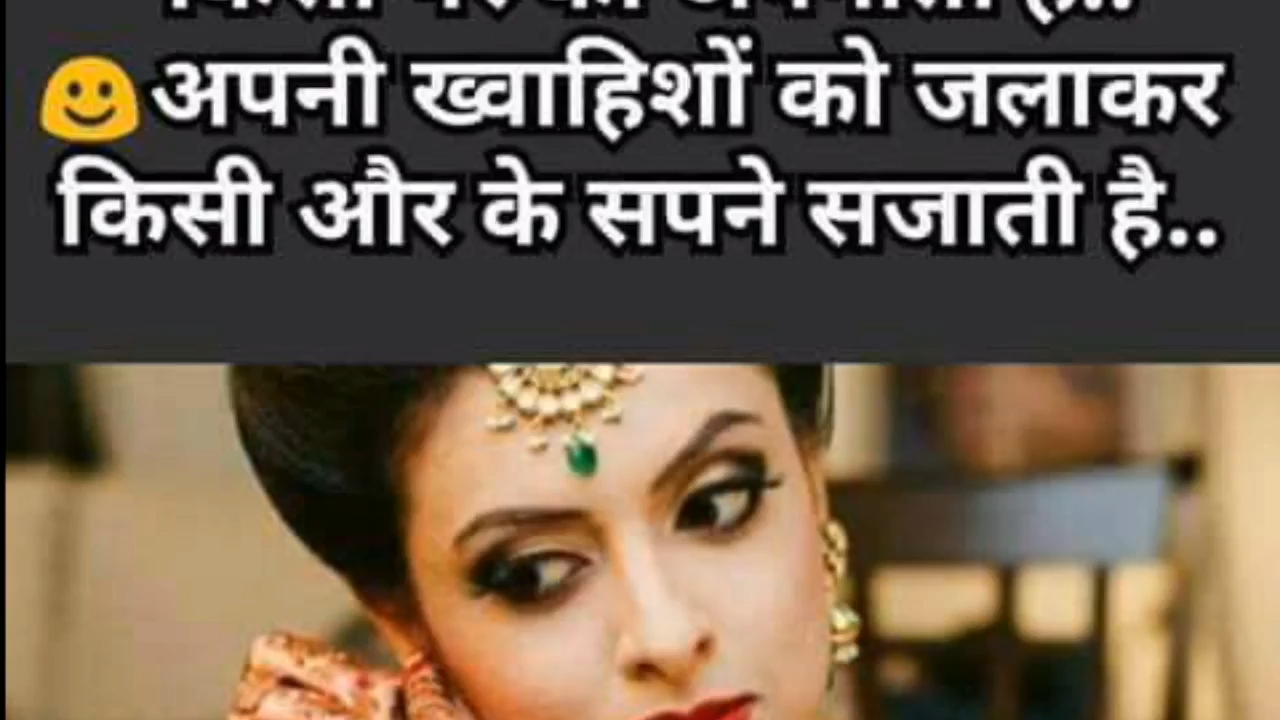 😊अपनी ख्वाहिशों को जलाकर
किसी और के सपने सजाती है..